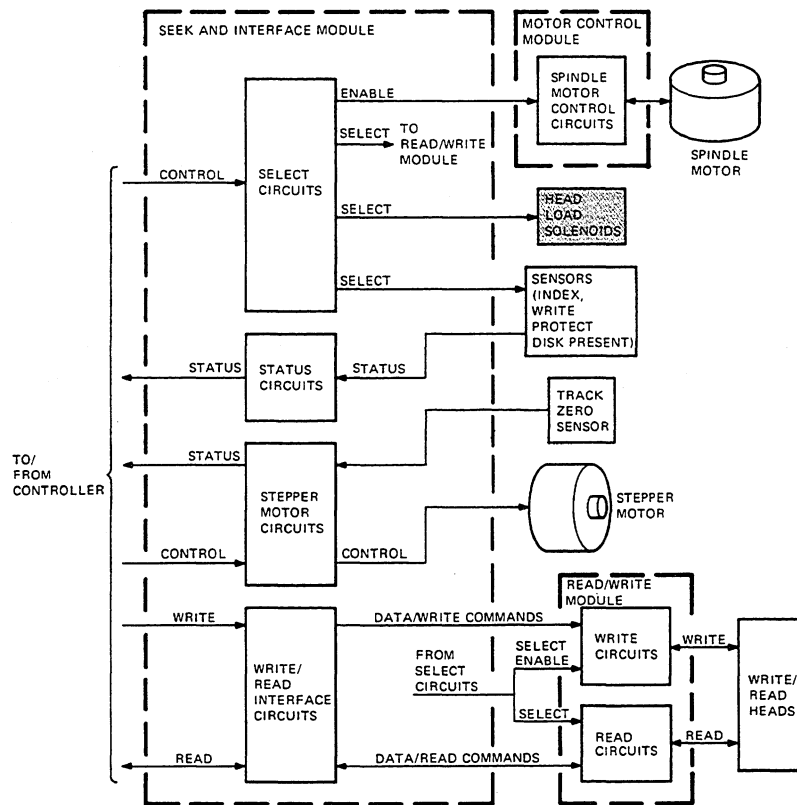 SEEK AND INTERFACE MODULE
MOTOR CONTROL
MODULE
SPINDLE
MOTOR
CONTROL
CIRCUITS
SPINDLE
MOTOR
ENABLE
SELECT
TO
READ/WRITE
MODULE
CONTROL
SELECT
CIRCUITS
SELECT
HEAD
LOAD
SOLENOIDS
SELECT
SENSORS
(INDEX,
WRITE
PROTECT
DISK PRESENT)
STATUS
STATUS
CIRCUITS
STATUS
TRACK
ZERO
SENSOR
STATUS
TO/
FROM
CONTROLLER
STEPPER
MOTOR
CIRCUITS
STEPPER
MOTOR
CONTROL
CONTROL
READ/WRITE
MODULE
WRITE
DATA/WRITE COMMANDS
WRITE
CIRCUITS
WRITE
FROM
SELECT
CIRCUITS
SELECT
ENABLE
WRITE/
READ
INTERFACE
CIRCUITS
WRITE/
READ
HEADS
SELECT
READ
CIRCUITS
READ
READ
DATA/READ COMMANDS